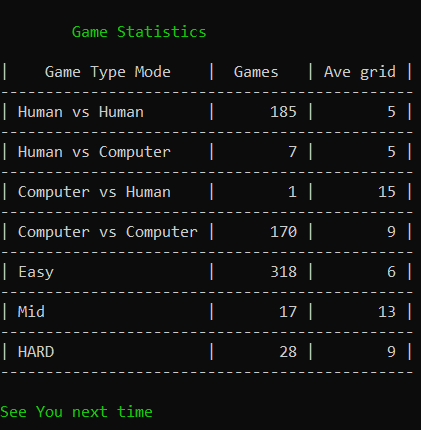 Game Statistics
| Game Type Mode | Games | Ave grid |
----------------------------------------------
| Human vs Human | 185 | 5 |
----------------------------------------------
| Human vs Computer | 7 | 5 |
----------------------------------------------
| Computer vs Human | 1 | 15 |
----------------------------------------------
| Computer vs Computer | 170 | 9 |
----------------------------------------------
| Easy | 318 | 6 |
----------------------------------------------
| Mid | 17 | 13 |
----------------------------------------------
| HARD | 28 | 9 |
----------------------------------------------
See You next time